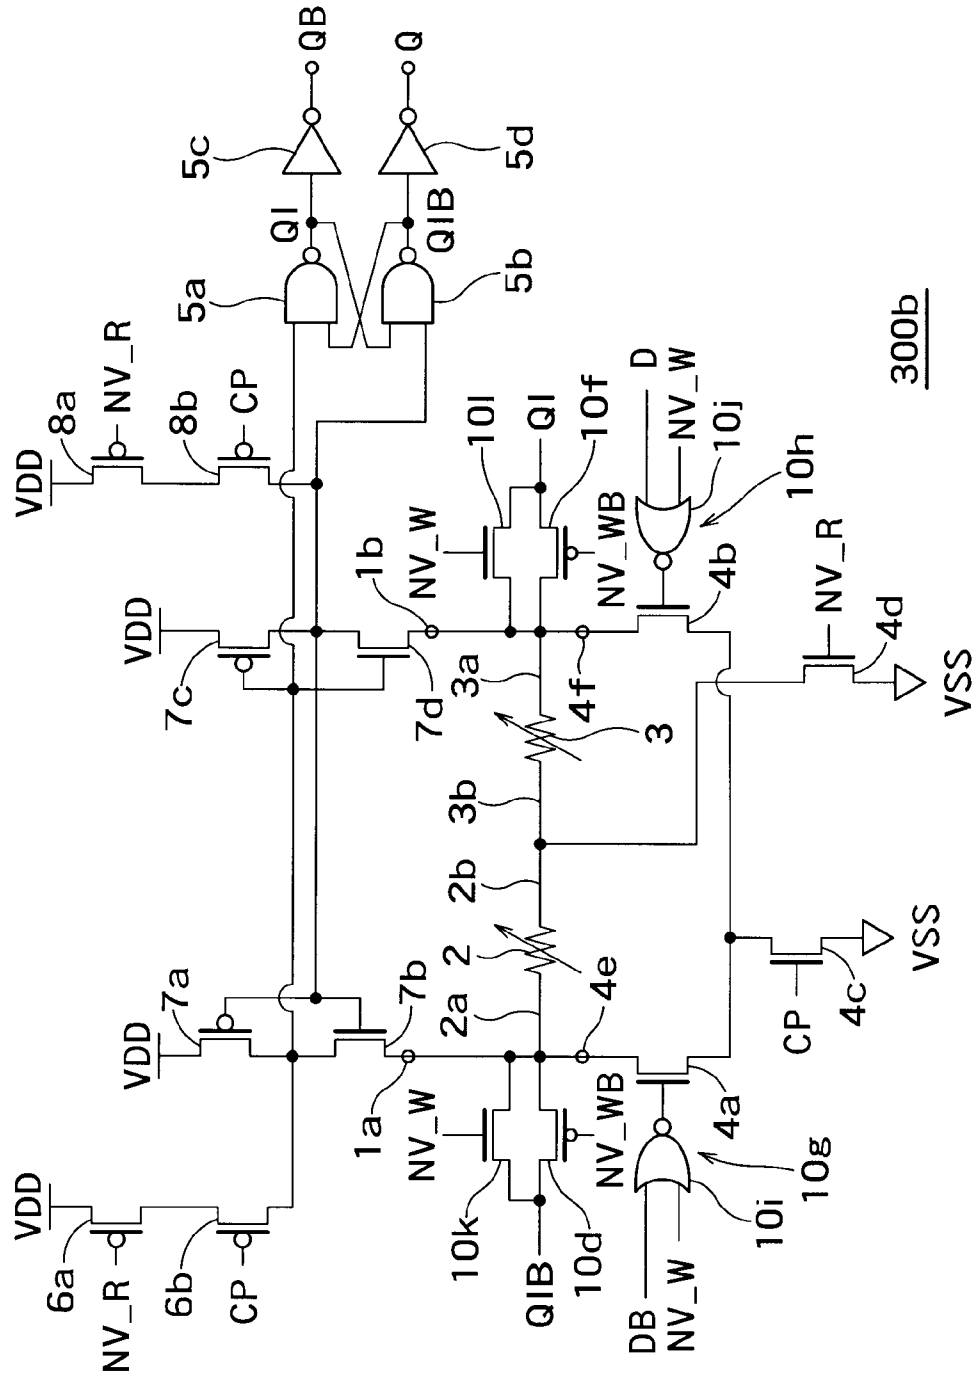 300b
VDD
6a
NV_R
6b
CP
VDD
7a
7b
1a
VDD
7c
7d
1b
VDD
8a
NV_R
8b
CP
5a
5b
QI
QIB
5c
5d
QB
Q
NV_W
10k
QIB
10d
NV_WB
2a
2
2b
4e
3b
3
3a
4f
NV_W
10l
QI
10f
NV_WB
DB
NV_W
10i
10g
4a
CP
4c
VSS
D
NV_W
10j
10h
4b
NV_R
4d
VSS